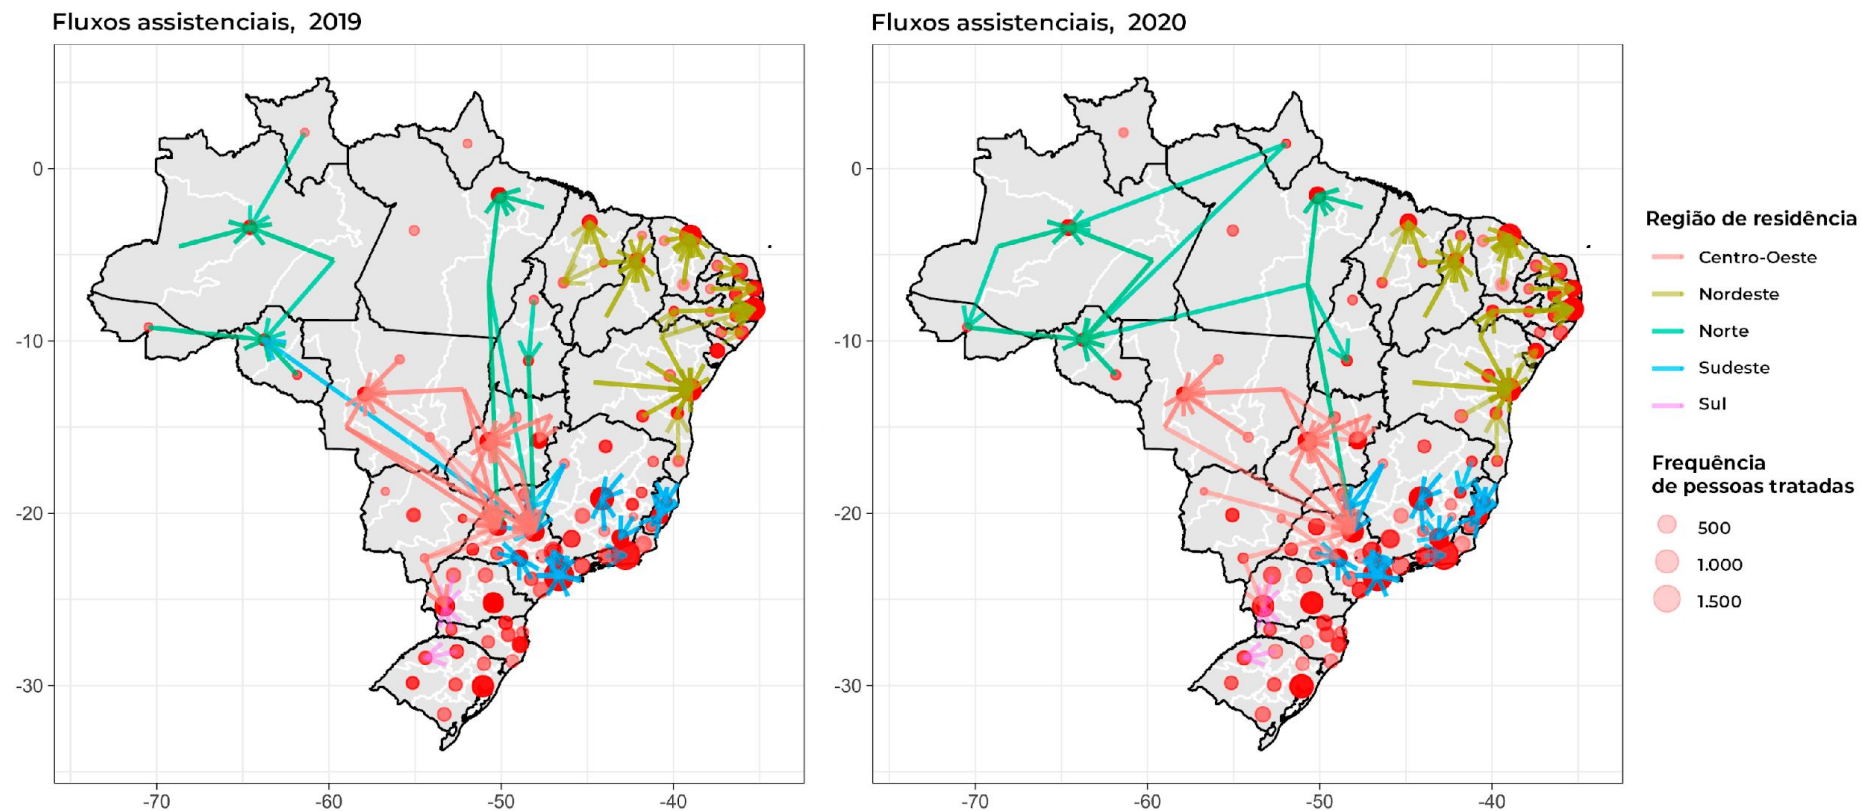 Fluxos assistenciais, 2019
Fluxos assistenciais, 2020
0
-10
-20
-30
-70
-60
-50
-40
0
-10
-20
-30
-70
-60
-50
-40
Região de residência
Centro-Oeste
Nordeste
Norte
Sudeste
Sul
Frequência
de pessoas tratadas
500
1.000
1.500